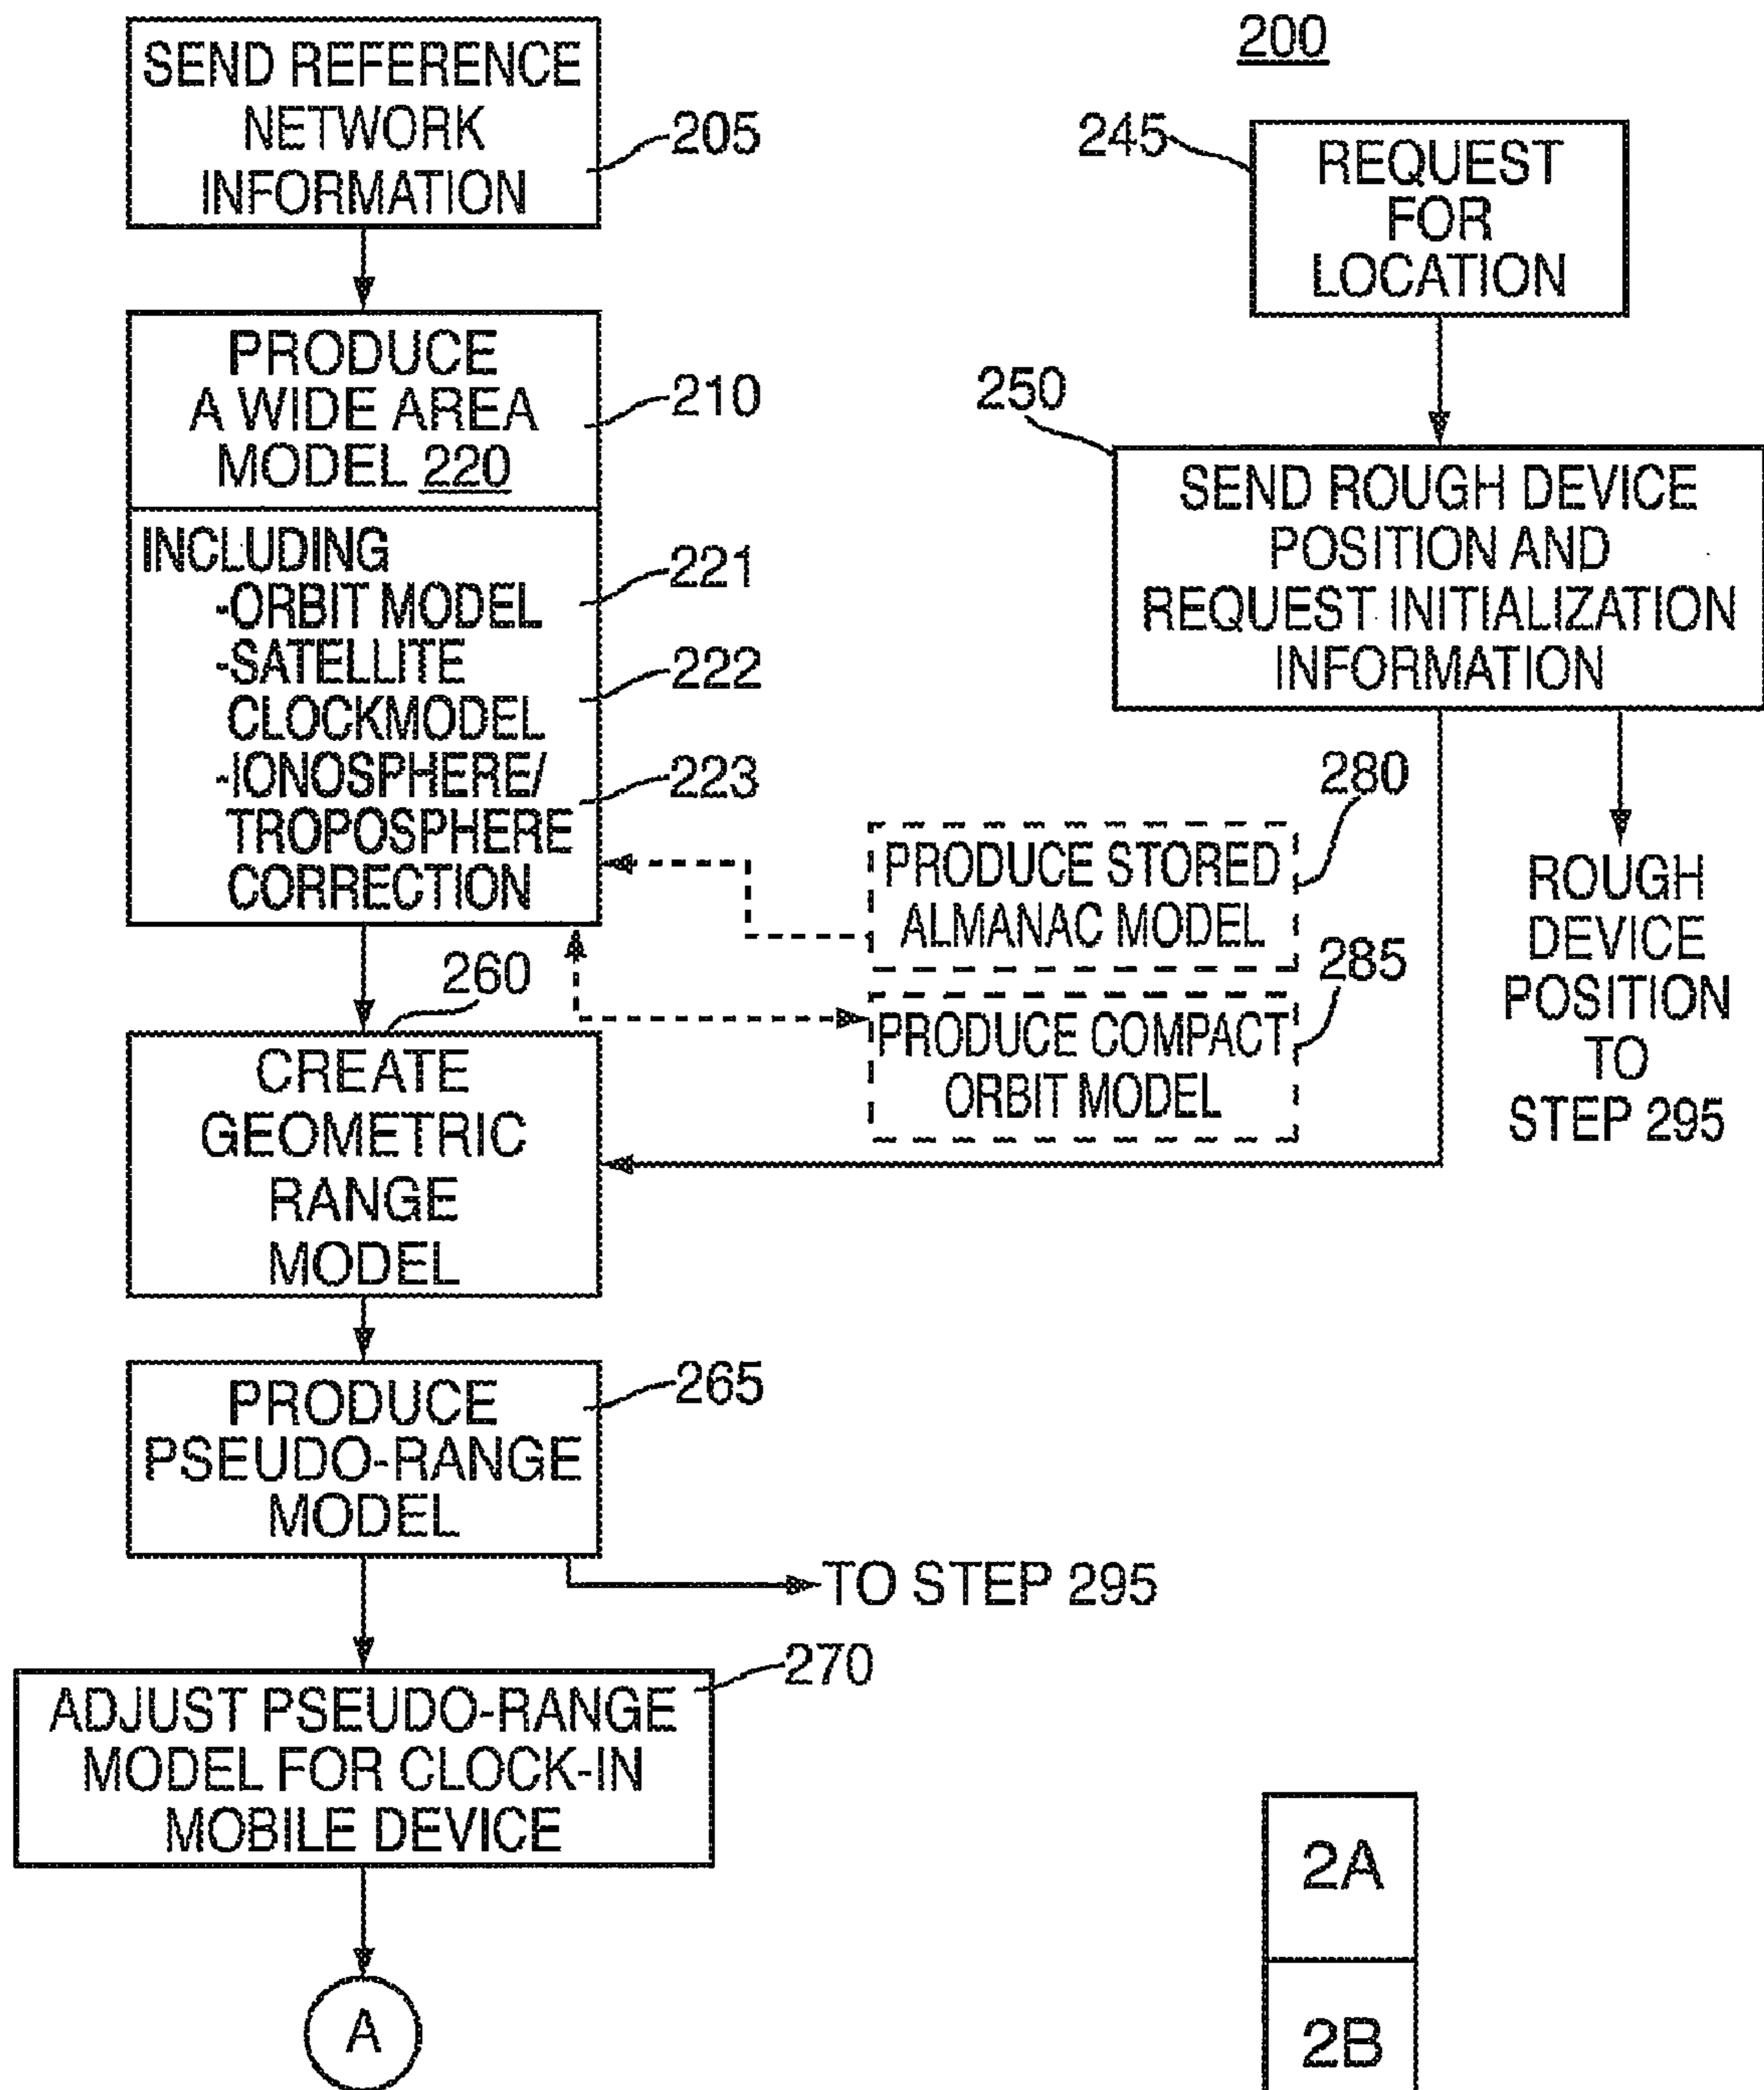 200
SEND REFERENCE
NETWORK
INFORMATION
205
PRODUCE
A WIDE AREA
MODEL 220
210
INCLUDING
-ORBIT MODEL
221
-SATELLITE
CLOCKMODEL
222
-IONOSPHERE/
TROPOSPHERE
CORRECTION
223
245
REQUEST
FOR
LOCATION
250
SEND ROUGH DEVICE
POSITION AND
REQUEST INITIALIZATION
INFORMATION
280
PRODUCE STORED
ALMANAC MODEL
285
PRODUCE COMPACT
ORBIT MODEL
ROUGH
DEVICE
POSITION
TO
STEP 295
260
CREATE
GEOMETRIC
RANGE
MODEL
PRODUCE
PSEUDO-RANGE
MODEL
265
TO STEP 295
270
ADJUST PSEUDO-RANGE
MODEL FOR CLOCK-IN
MOBILE DEVICE
A
2A
2B